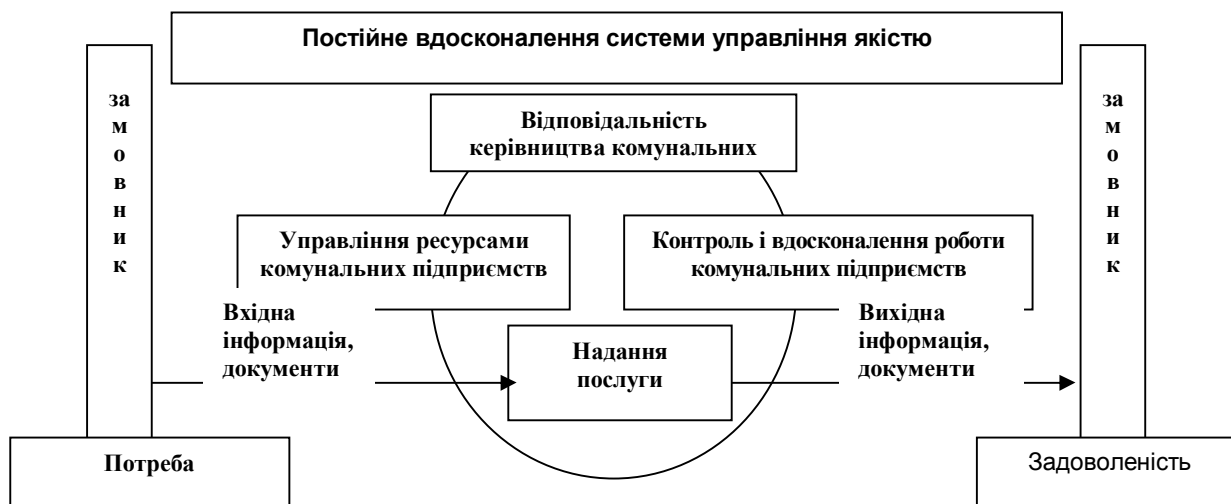 Постійне вдосконалення системи управління якістю
за
м
о
в
н
и
к
Відповідальність
керівництва комунальних
за
м
о
в
н
и
к
Управління ресурсами
комунальних підприємств
Контроль і вдосконалення роботи
комунальних підприємств
Вхідна
інформація,
документи
Надання
послуги
Вихідна
інформація,
документи
Потреба
Задоволеність